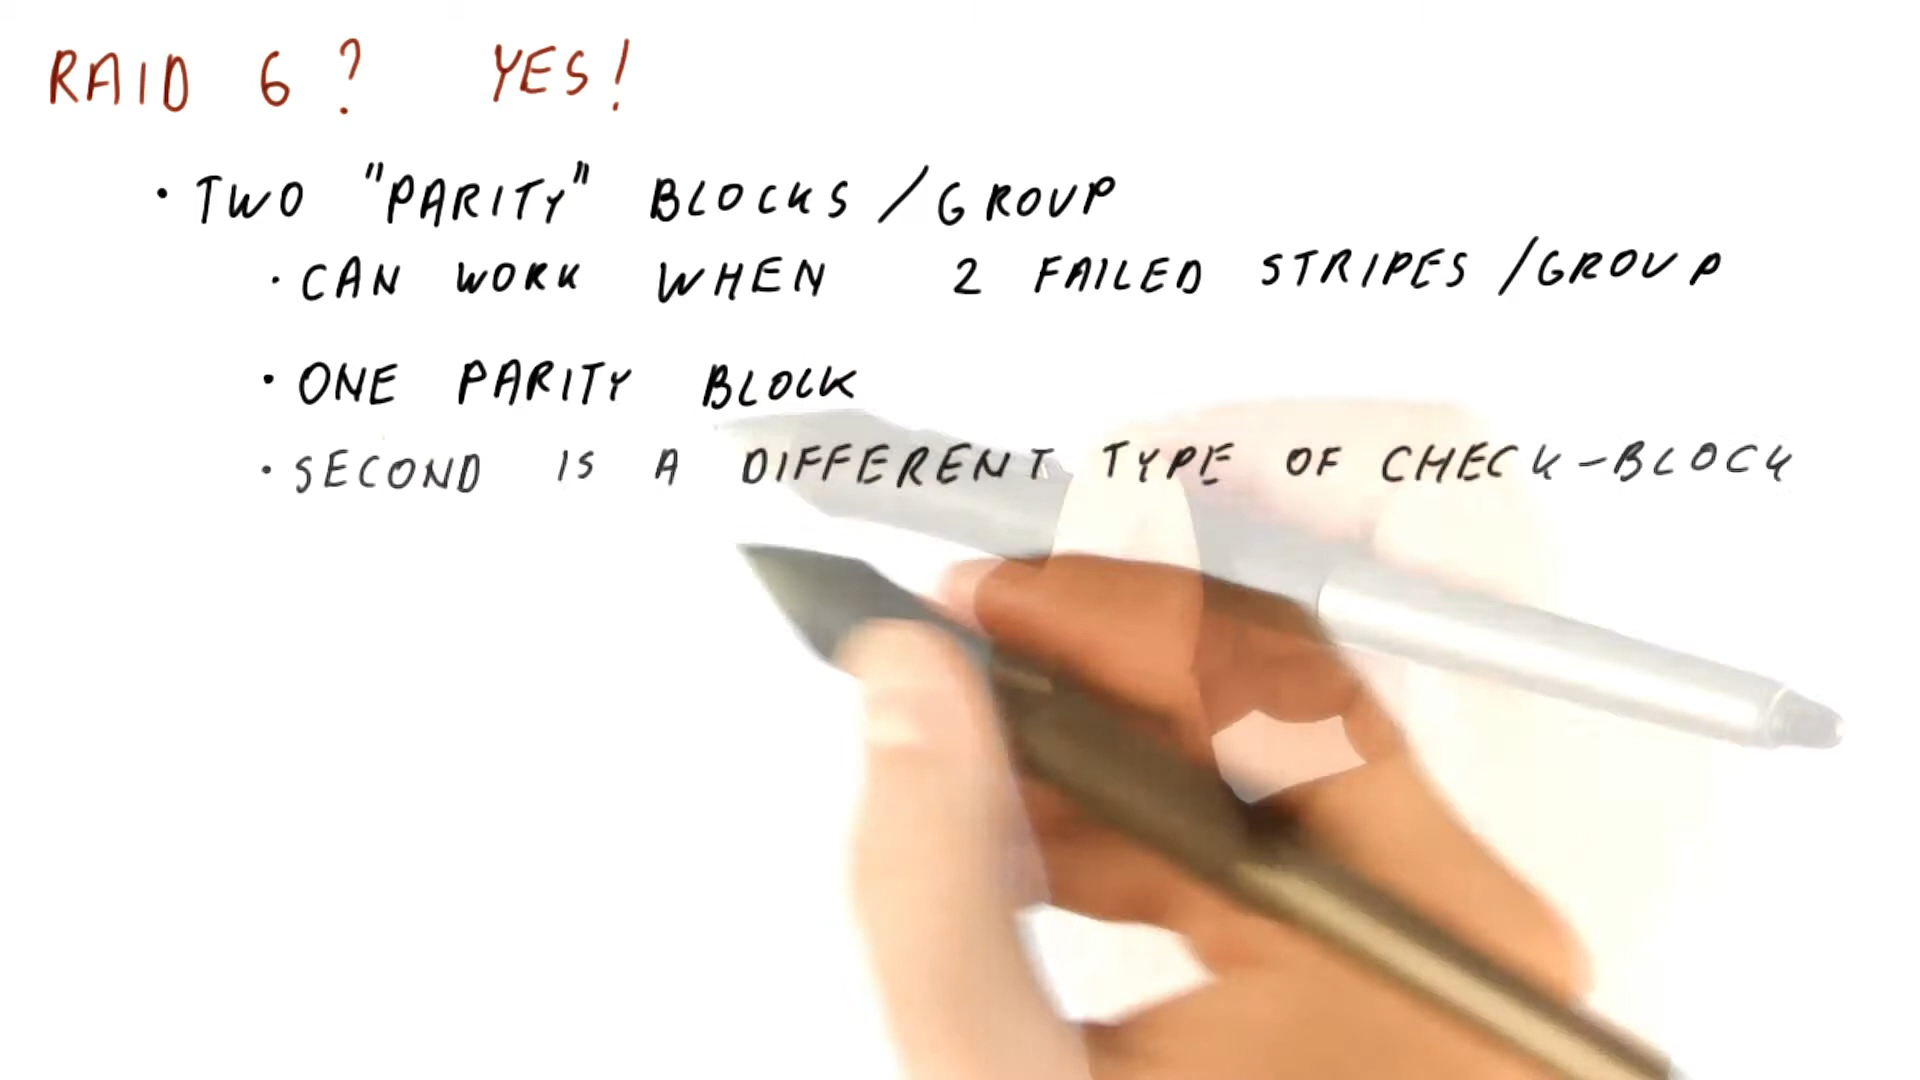 RAID 6? YES!
• TWO "PARITY" BLOCKS/GROUP
• CAN WORK WHEN 2 FAILED STRIPES/GROUP
• ONE PARITY BLOCK
• SECOND IS A DIFFERENT TYPE OF CHECK-BLOCK